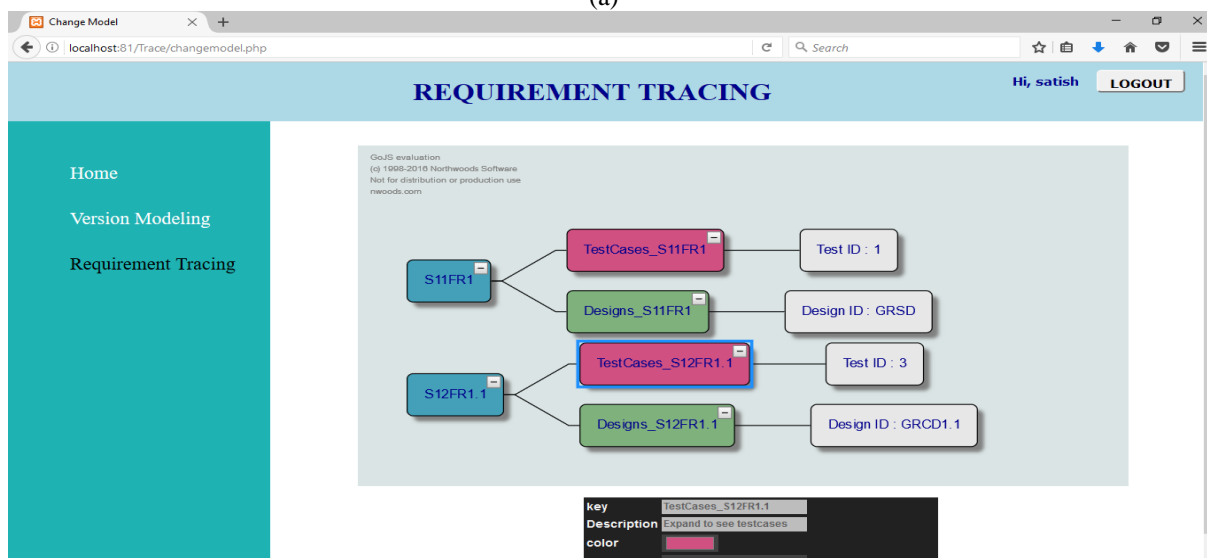 (a)
Change Model
localhost:81/Trace/changemodel.php
Search
REQUIREMENT TRACING
Hi, satish
LOGOUT
Home
Version Modeling
Requirement Tracing
GoJS evaluation
(c) 1998-2016 Northwoods Software
Not for distribution or production use
nwoods.com
S11FR1
TestCases_S11FR1
Test ID : 1
Designs_S11FR1
Design ID : GRSD
S12FR1.1
TestCases_S12FR1.1
Test ID : 3
Designs_S12FR1.1
Design ID : GRCD1.1
key TestCases_S12FR1.1
Description Expand to see testcases
color